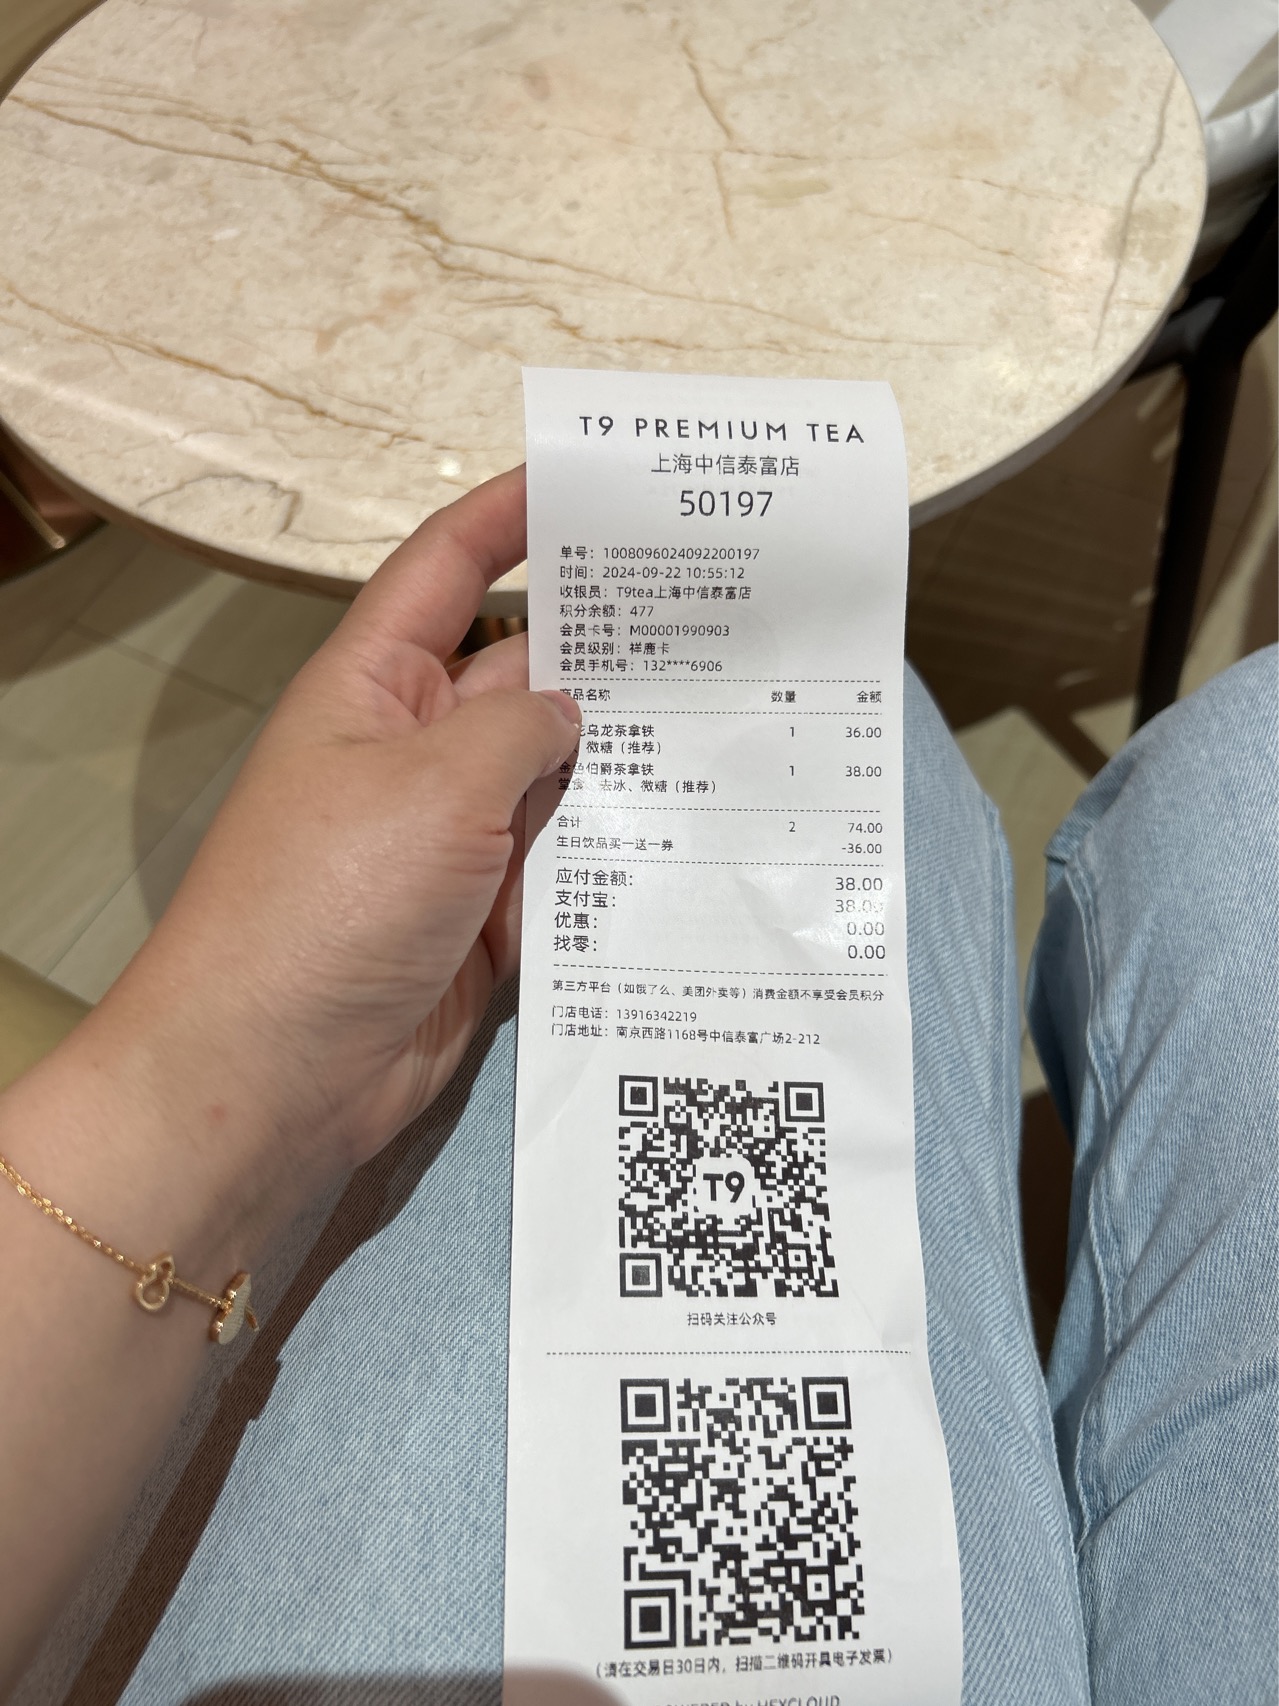 T9 PREMIUM TEA
上海中信泰富店
50197
单号：1008096024092200197
时间：2024-09-22 10:55:12
收银员：T9tea上海中信泰富店
积分余额：477
会员卡号：M00001990903
会员级别：祥鹿卡
会员手机号：132****6906
商品名称 数量 金额
乌龙茶拿铁 1 36.00
、微糖（推荐）
金色伯爵茶拿铁 1 38.00
堂食 去冰、微糖（推荐）
合计 2 74.00
生日饮品买一送一券 -36.00
应付金额： 38.00
支付宝： 38.00
优惠： 0.00
找零： 0.00
第三方平台（如饿了么、美团外卖等）消费金额不享受会员积分
门店电话：13916342219
门店地址：南京西路1168号中信泰富广场2-212
T9
扫码关注公众号
（请在交易日30日内，扫描二维码开具电子发票）
POWERED by HEXCLOUD